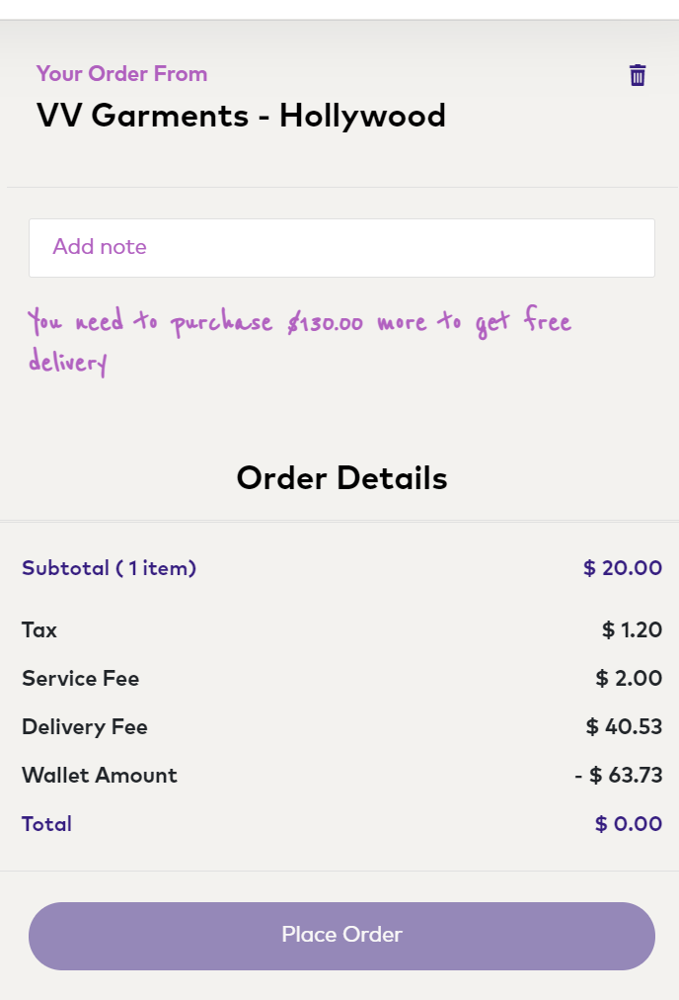 Your Order From
VV Garments - Hollywood
Add note
You need to purchase $130.00 more to get free
delivery
Order Details
Subtotal ( 1 item) $ 20.00
Tax $ 1.20
Service Fee $ 2.00
Delivery Fee $ 40.53
Wallet Amount - $ 63.73
Total $ 0.00
Place Order